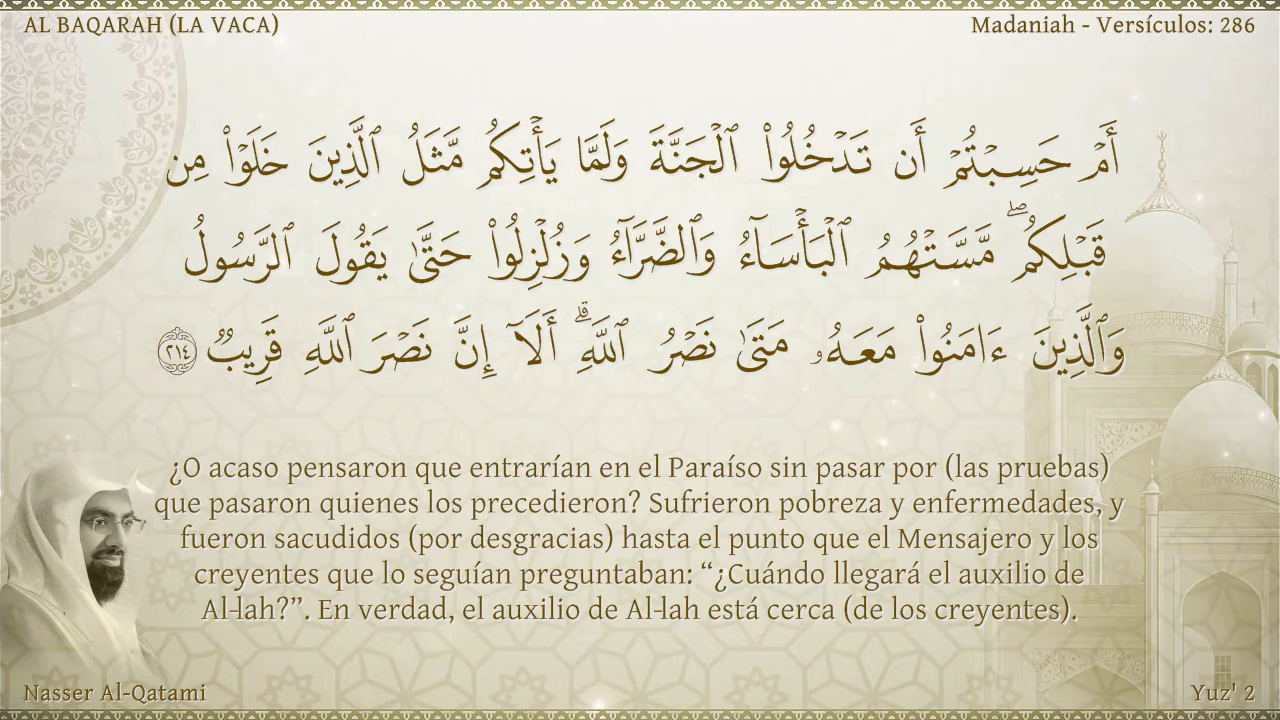 AL BAQARAH (LA VACA)
Madaniah - Versículos: 286
أَمْ حَسِبْتُمْ أَن تَدْخُلُوا۟ ٱلْجَنَّةَ وَلَمَّا يَأْتِكُم مَّثَلُ ٱلَّذِينَ خَلَوْا۟ مِن
قَبْلِكُم ۖ مَّسَّتْهُمُ ٱلْبَأْسَآءُ وَٱلضَّرَّآءُ وَزُلْزِلُوا۟ حَتَّىٰ يَقُولَ ٱلرَّسُولُ
وَٱلَّذِينَ ءَامَنُوا۟ مَعَهُۥ مَتَىٰ نَصْرُ ٱللَّهِ ۗ أَلَآ إِنَّ نَصْرَ ٱللَّهِ قَرِيبٌ ٢١٤
¿O acaso pensaron que entrarían en el Paraíso sin pasar por (las pruebas)
que pasaron quienes los precedieron? Sufrieron pobreza y enfermedades, y
fueron sacudidos (por desgracias) hasta el punto que el Mensajero y los
creyentes que lo seguían preguntaban: “¿Cuándo llegará el auxilio de
Al-lah?”. En verdad, el auxilio de Al-lah está cerca (de los creyentes).
Nasser Al-Qatami
Yuz' 2